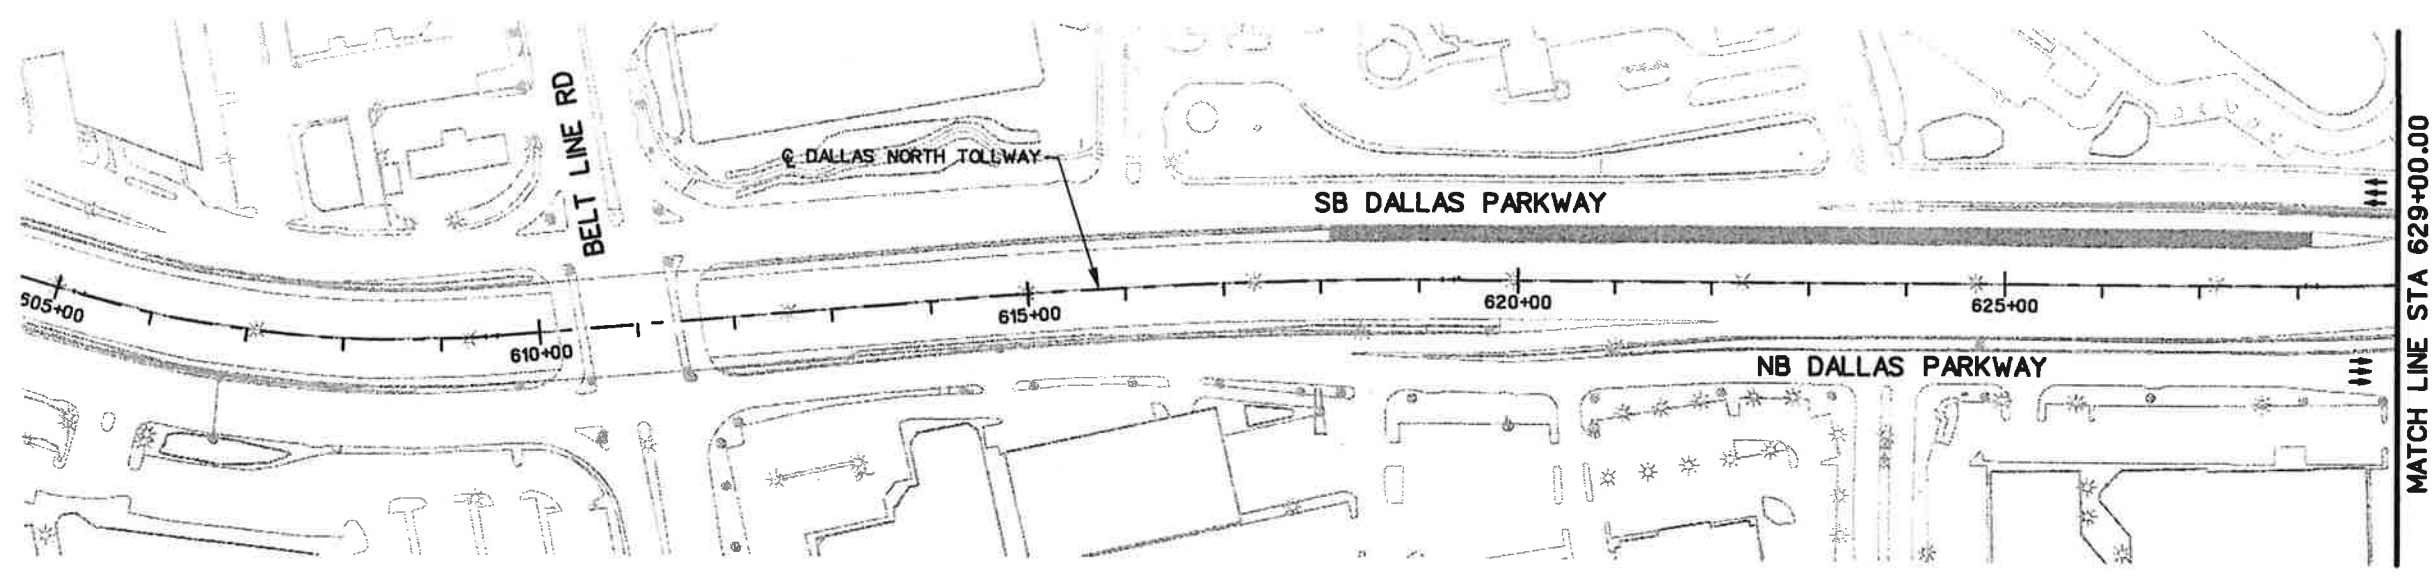 BELT LINE RD
℄ DALLAS NORTH TOLLWAY
SB DALLAS PARKWAY
605+00
610+00
615+00
620+00
625+00
NB DALLAS PARKWAY
MATCH LINE STA 629+00.00